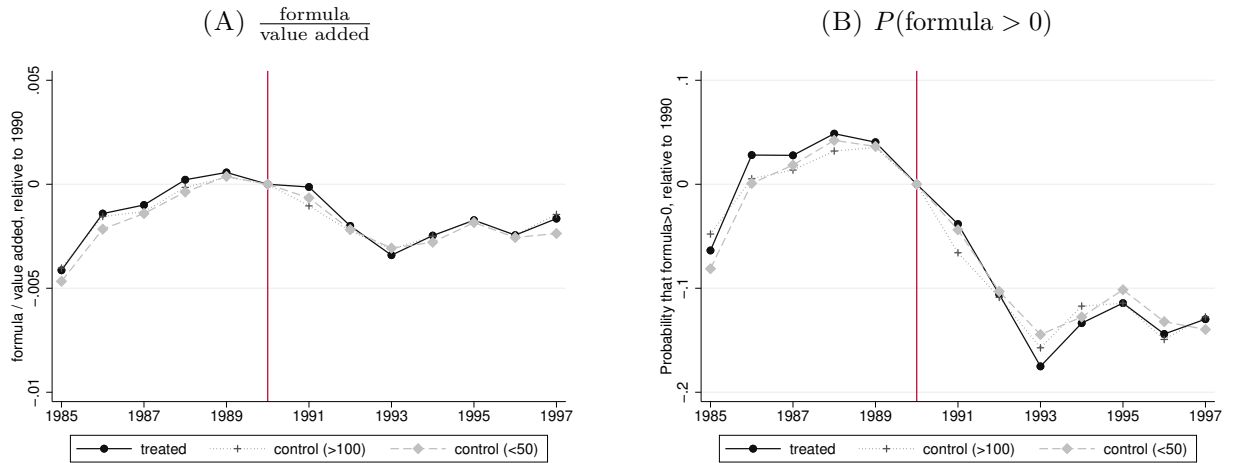 (A) formula / value added
(B) P(formula > 0)
formula / value added, relative to 1990
.005
0
-.005
-.01
1985 1987 1989 1991 1993 1995 1997
treated control (>100) control (<50)
Probability that formula>0, relative to 1990
.1
0
-.1
-.2
1985 1987 1989 1991 1993 1995 1997
treated control (>100) control (<50)